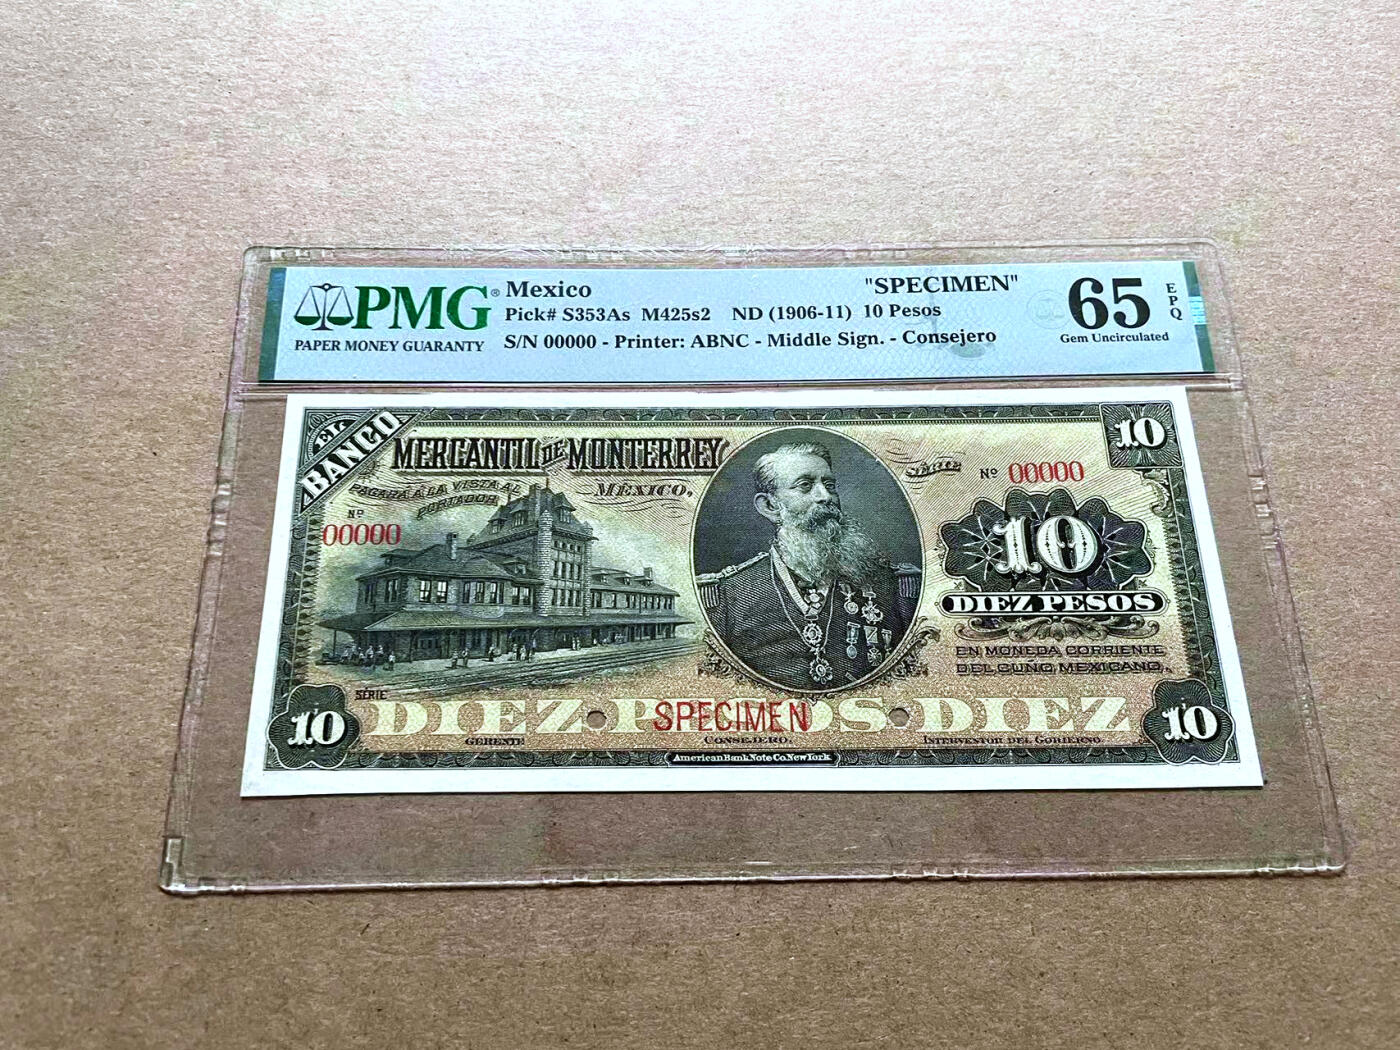 PMG®
PAPER MONEY GUARANTY
Mexico
"SPECIMEN"
Pick# S353As M425s2 ND (1906-11) 10 Pesos
S/N 00000 - Printer: ABNC - Middle Sign. - Consejero
65
EPQ
Gem Uncirculated
EL
BANCO
MERCANTIL DE MONTERREY
PAGARÁ Á LA VISTA AL
PORTADOR
MÉXICO,
Nº
00000
SÉRIE
Nº 00000
10
10
DIEZ PESOS
EN MONEDA CORRIENTE
DEL CUÑO MEXICANO.
SÉRIE
10
DIEZ PESOS DIEZ
SPECIMEN
10
GERENTE
CONSEJERO.
INTERVENTOR DEL GOBIERNO
American Bank Note Co. New York.